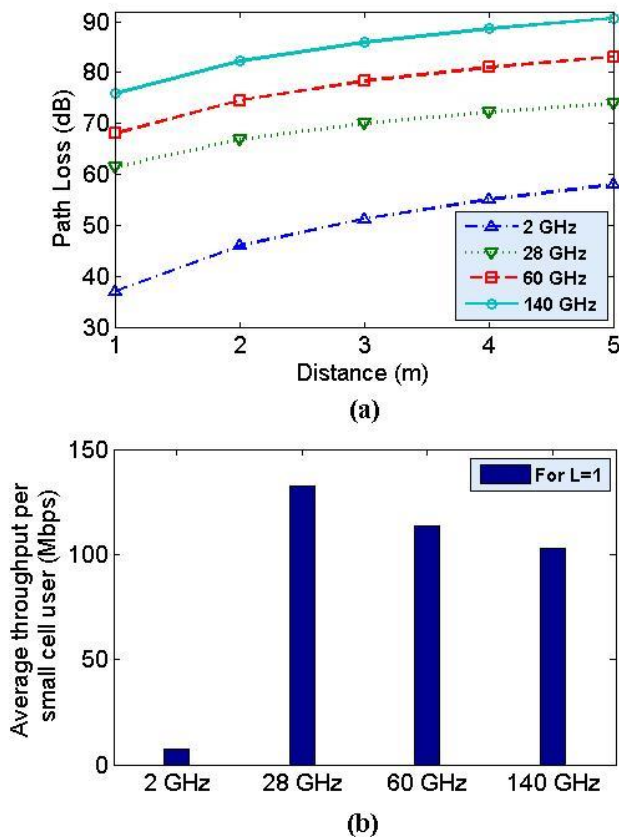 90
80
70
60
50
40
30
Path Loss (dB)
2 GHz
28 GHz
60 GHz
140 GHz
1 2 3 4 5
Distance (m)
(a)
150
100
50
0
Average throughput per
small cell user (Mbps)
For L=1
2 GHz 28 GHz 60 GHz 140 GHz
(b)